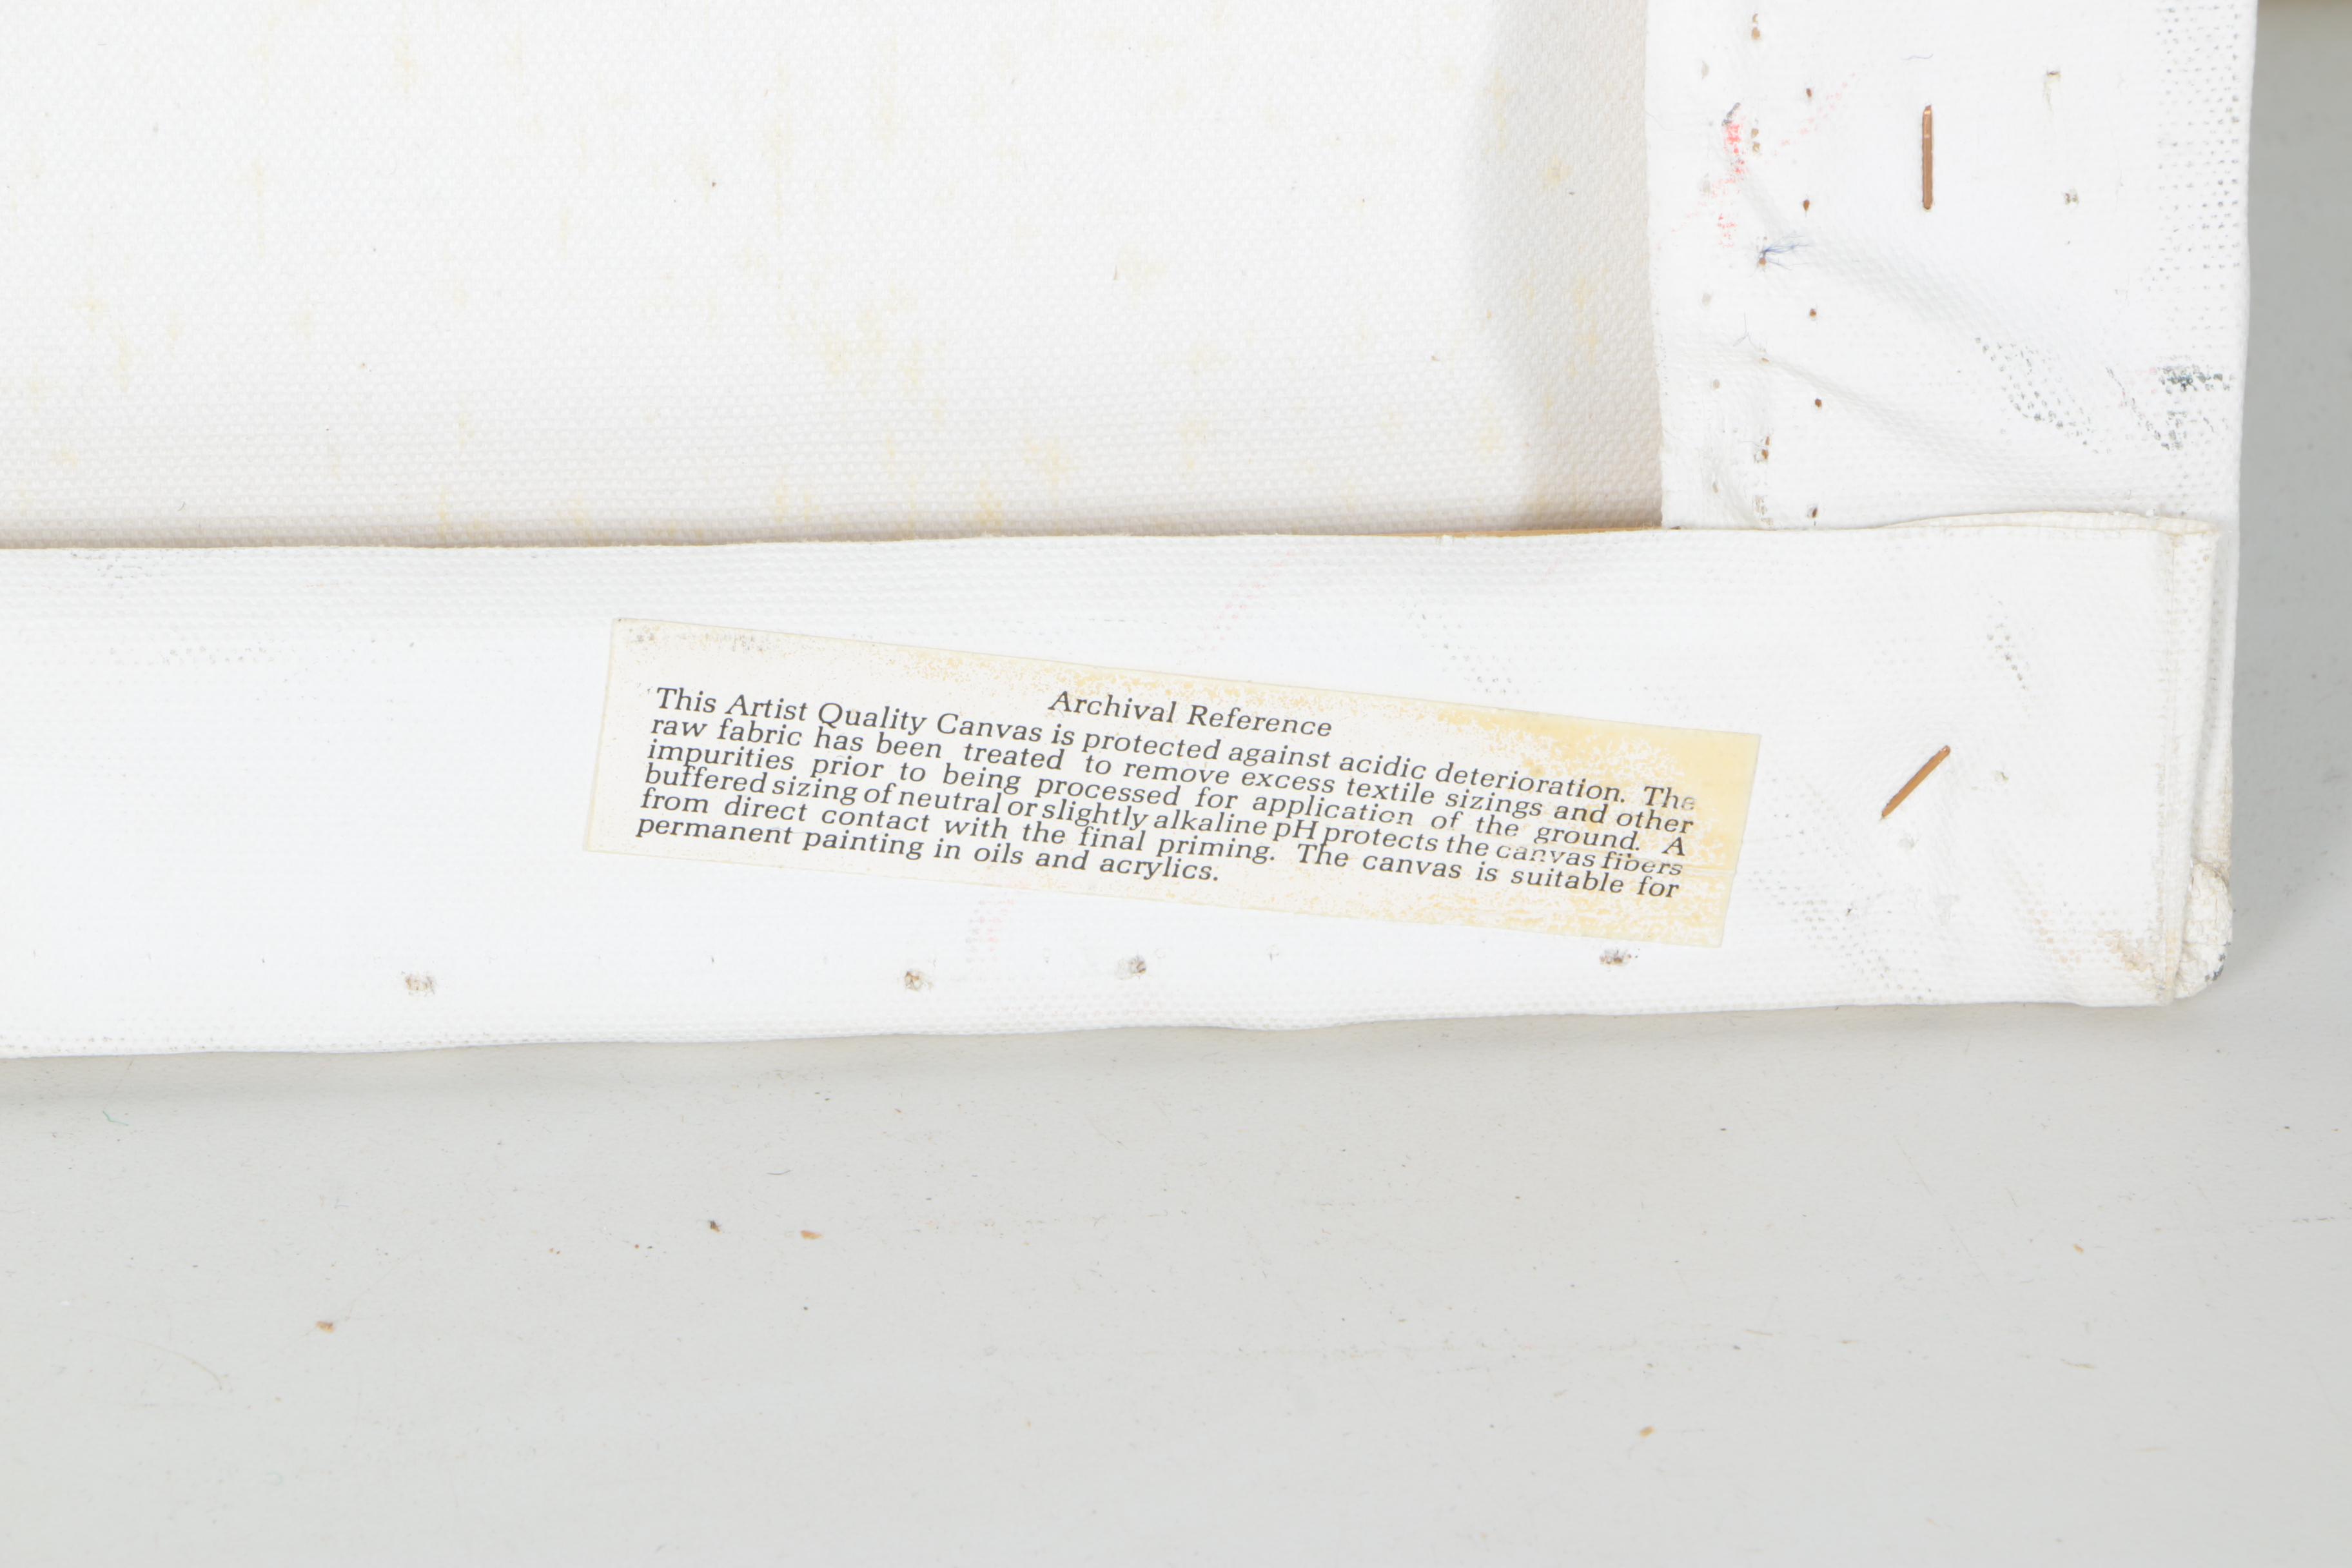 Archival Reference
This Artist Quality Canvas is protected against acidic deterioration. The
raw fabric has been treated to remove excess textile sizings and other
impurities prior to being processed for application of the ground. A
buffered sizing of neutral or slightly alkaline pH protects the canvas fibers
from direct contact with the final priming. The canvas is suitable for
permanent painting in oils and acrylics.